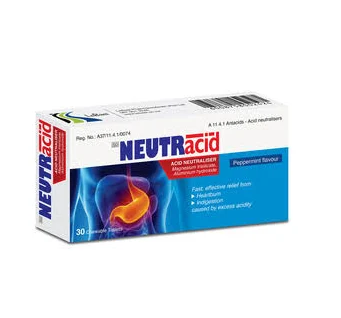 Reg. No.: A37/11.4.1/0074
A 11.4.1 Antacids - Acid neutralisers
NEUTRacid
ACID NEUTRALISER
Magnesium trisilicate,
Aluminium hydroxide
Peppermint flavour
Fast, effective relief from
• Heartburn
• Indigestion
caused by excess acidity
30 Chewable Tablets